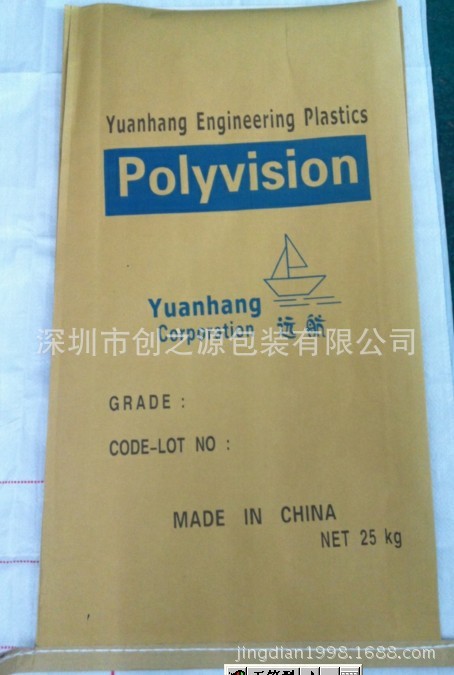 Yuanhang Engineering Plastics
Polyvision
Yuanhang
Corporation 远航
深圳市创之源包装有限公司
GRADE :
CODE-LOT NO :
MADE IN CHINA
NET 25 kg
jingdian1998.1688.com